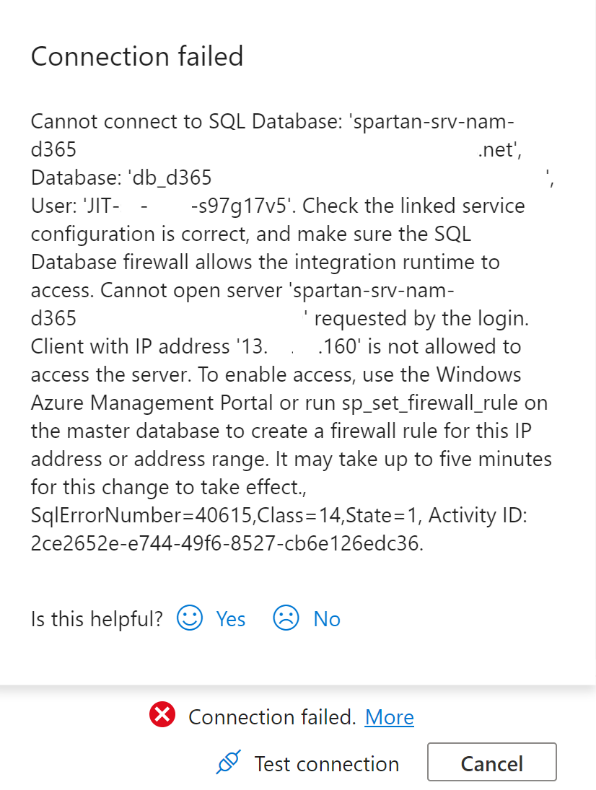 Connection failed
Cannot connect to SQL Database: 'spartan-srv-nam-
d365 .net',
Database: 'db_d365 ',
User: 'JIT- - -s97g17v5'. Check the linked service
configuration is correct, and make sure the SQL
Database firewall allows the integration runtime to
access. Cannot open server 'spartan-srv-nam-
d365 ' requested by the login.
Client with IP address '13. . .160' is not allowed to
access the server. To enable access, use the Windows
Azure Management Portal or run sp_set_firewall_rule on
the master database to create a firewall rule for this IP
address or address range. It may take up to five minutes
for this change to take effect.,
SqlErrorNumber=40615,Class=14,State=1, Activity ID:
2ce2652e-e744-49f6-8527-cb6e126edc36.
Is this helpful? Yes No
Connection failed. More
Test connection Cancel